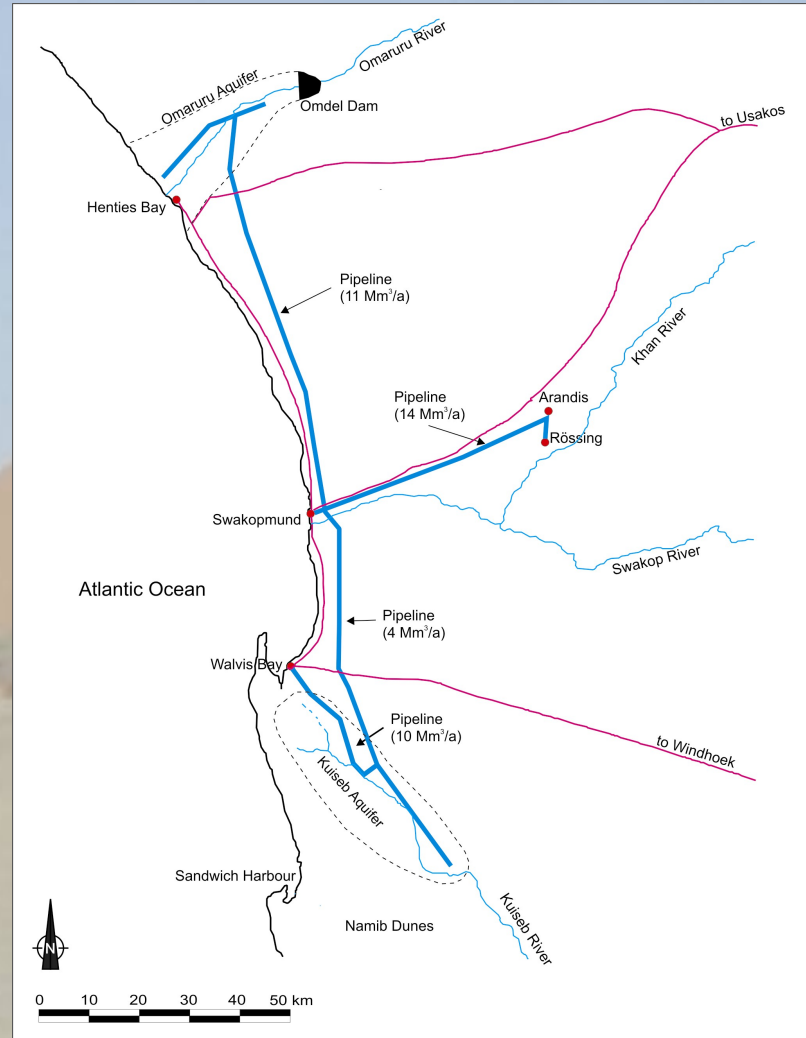 Omaruru River
Omaruru Aquifer
Omdel Dam
to Usakos
Henties Bay
Pipeline
(11 Mm³/a)
Khan River
Pipeline
(14 Mm³/a)
Arandis
Rössing
Swakopmund
Swakop River
Atlantic Ocean
Pipeline
(4 Mm³/a)
Walvis Bay
Pipeline
(10 Mm³/a)
to Windhoek
Kuiseb Aquifer
Sandwich Harbour
Kuiseb River
Namib Dunes
N
0 10 20 30 40 50 km